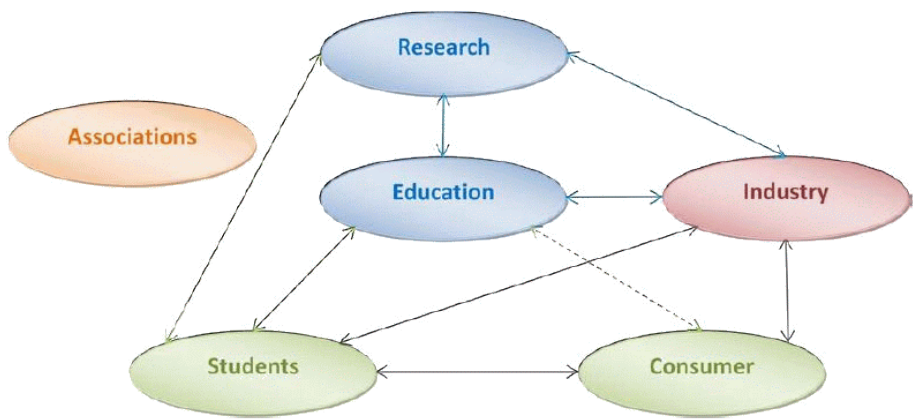 Research
Associations
Education
Industry
Students
Consumer